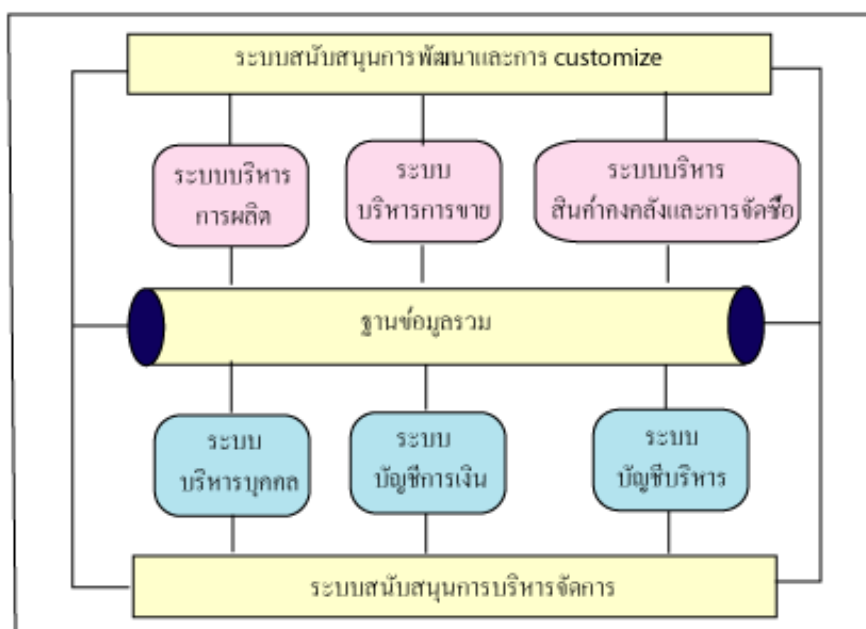 ระบบสนับสนุนการพัฒนาและการ customize
ระบบบริหาร
การผลิต
ระบบ
บริหารการขาย
ระบบบริหาร
สินค้าคงคลังและการจัดซื้อ
ฐานข้อมูลรวม
ระบบ
บริหารบุคคล
ระบบ
บัญชีการเงิน
ระบบ
บัญชีบริหาร
ระบบสนับสนุนการบริหารจัดการ